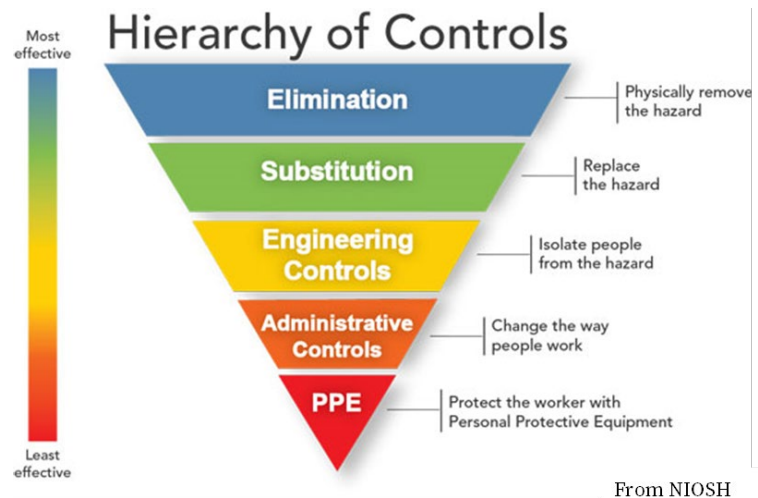 Hierarchy of Controls
Most
effective
Elimination
Physically remove
the hazard
Substitution
Replace
the hazard
Engineering
Controls
Isolate people
from the hazard
Administrative
Controls
Change the way
people work
PPE
Protect the worker with
Personal Protective Equipment
Least
effective
From NIOSH